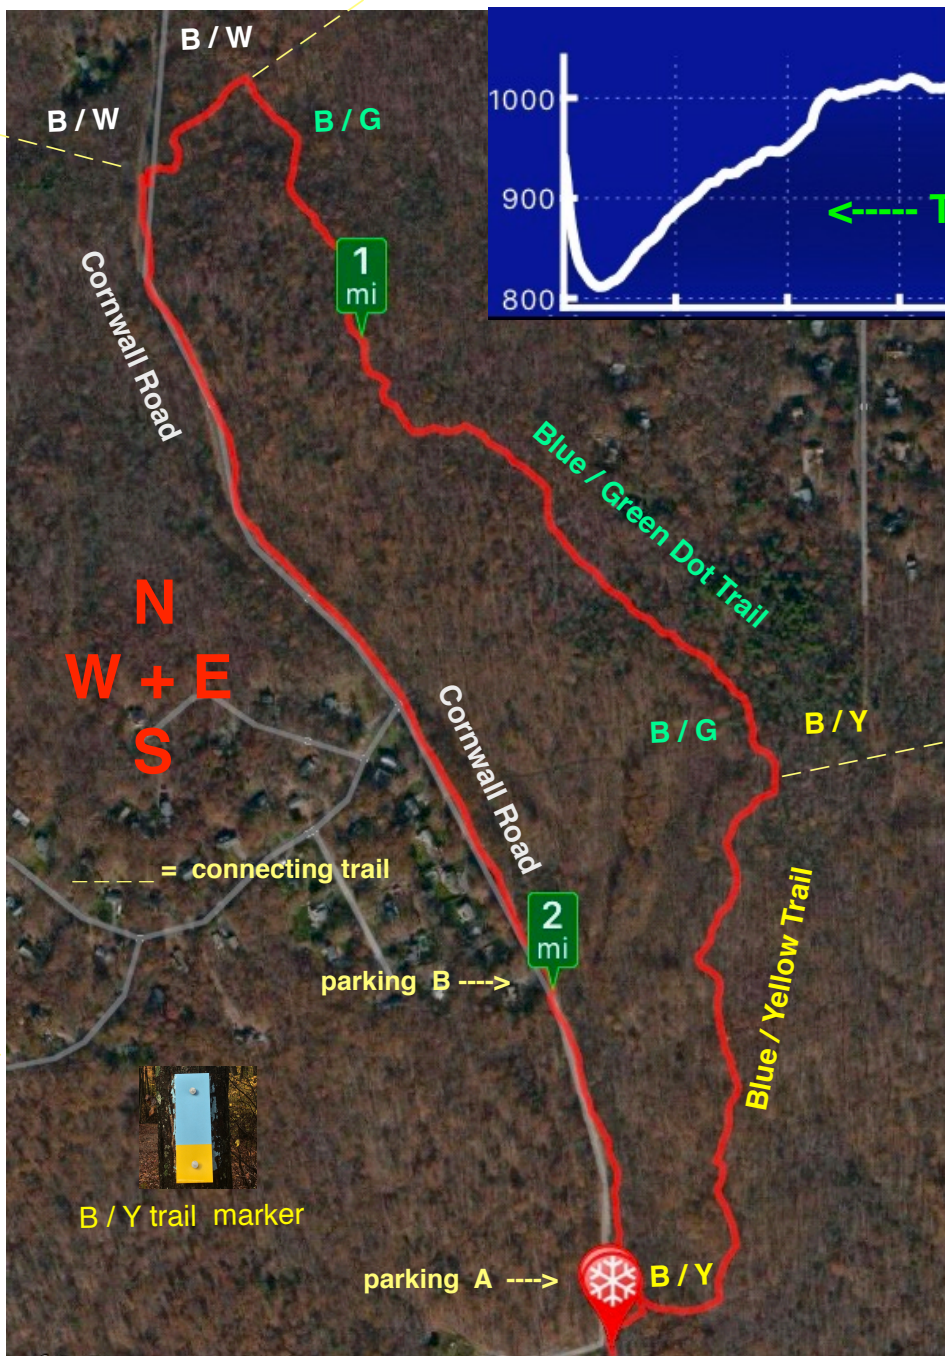 B / W
B / W
B / G
1000
900
800
<-----
1
mi
Cornwall Road
Blue / Green Dot Trail
N
W + E
S
B / G
B / Y
Cornwall Road
_ _ _ _ = connecting trail
2
mi
parking B ---->
Blue / Yellow Trail
B / Y trail marker
parking A ---->
B / Y